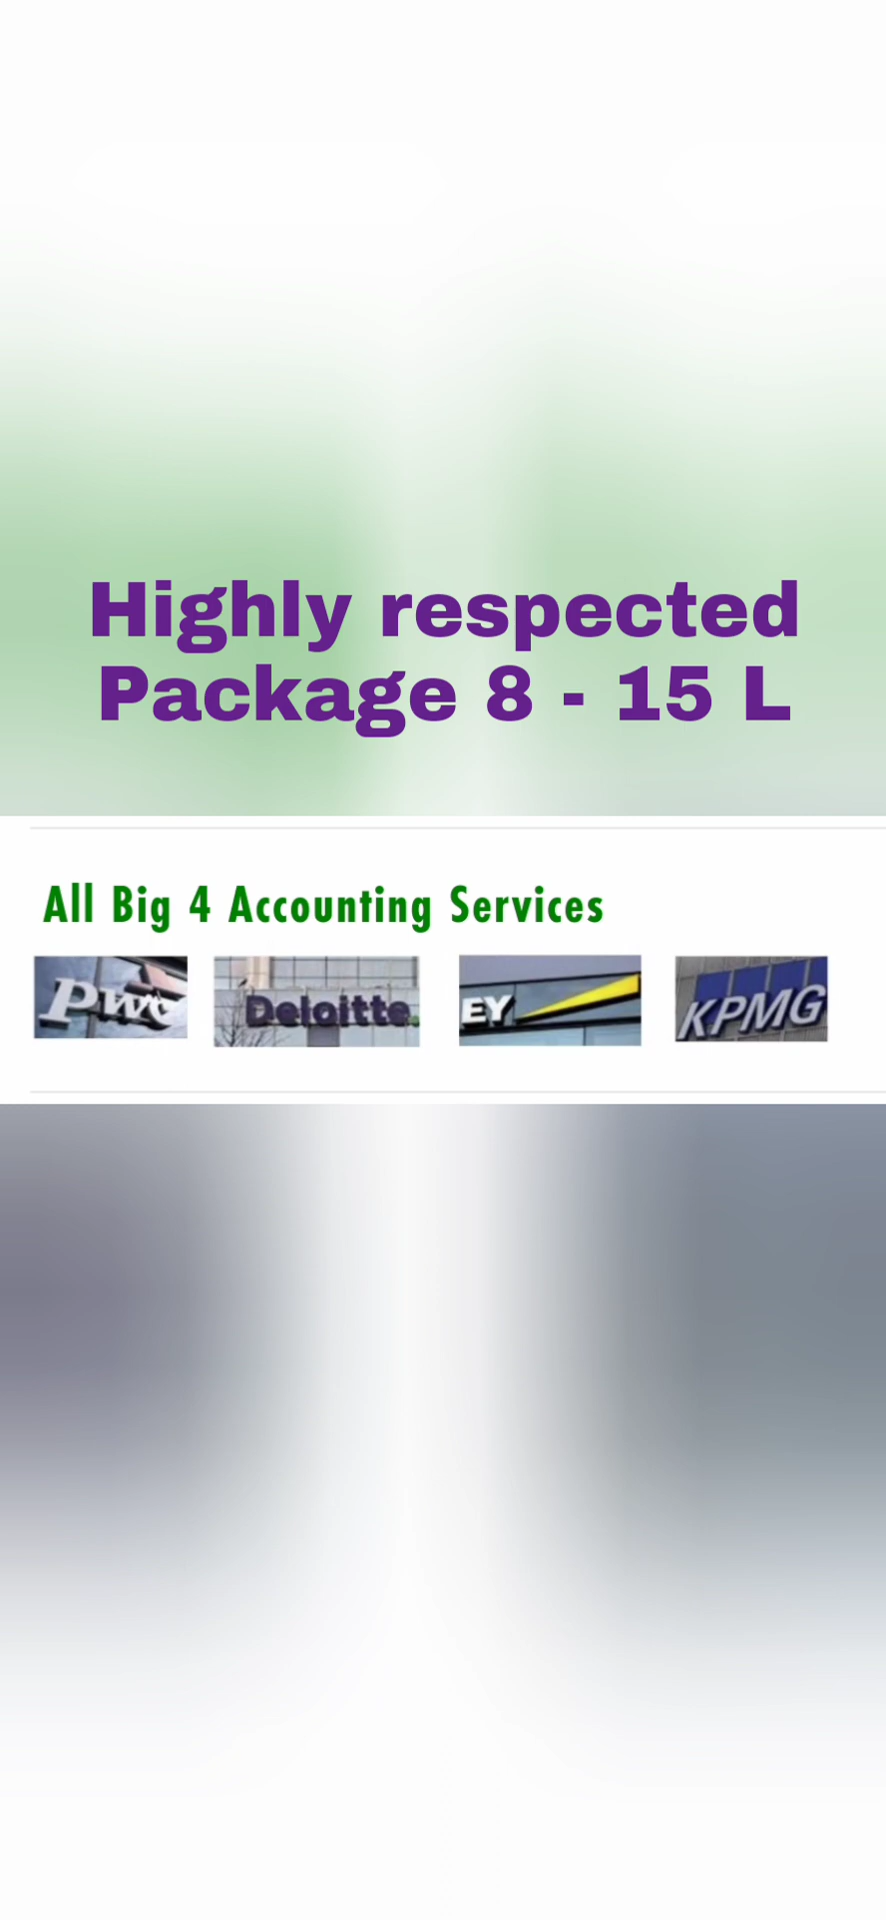 Highly respected
Package 8 - 15 L
All Big 4 Accounting Services
pwc
Deloitte.
EY
KPMG